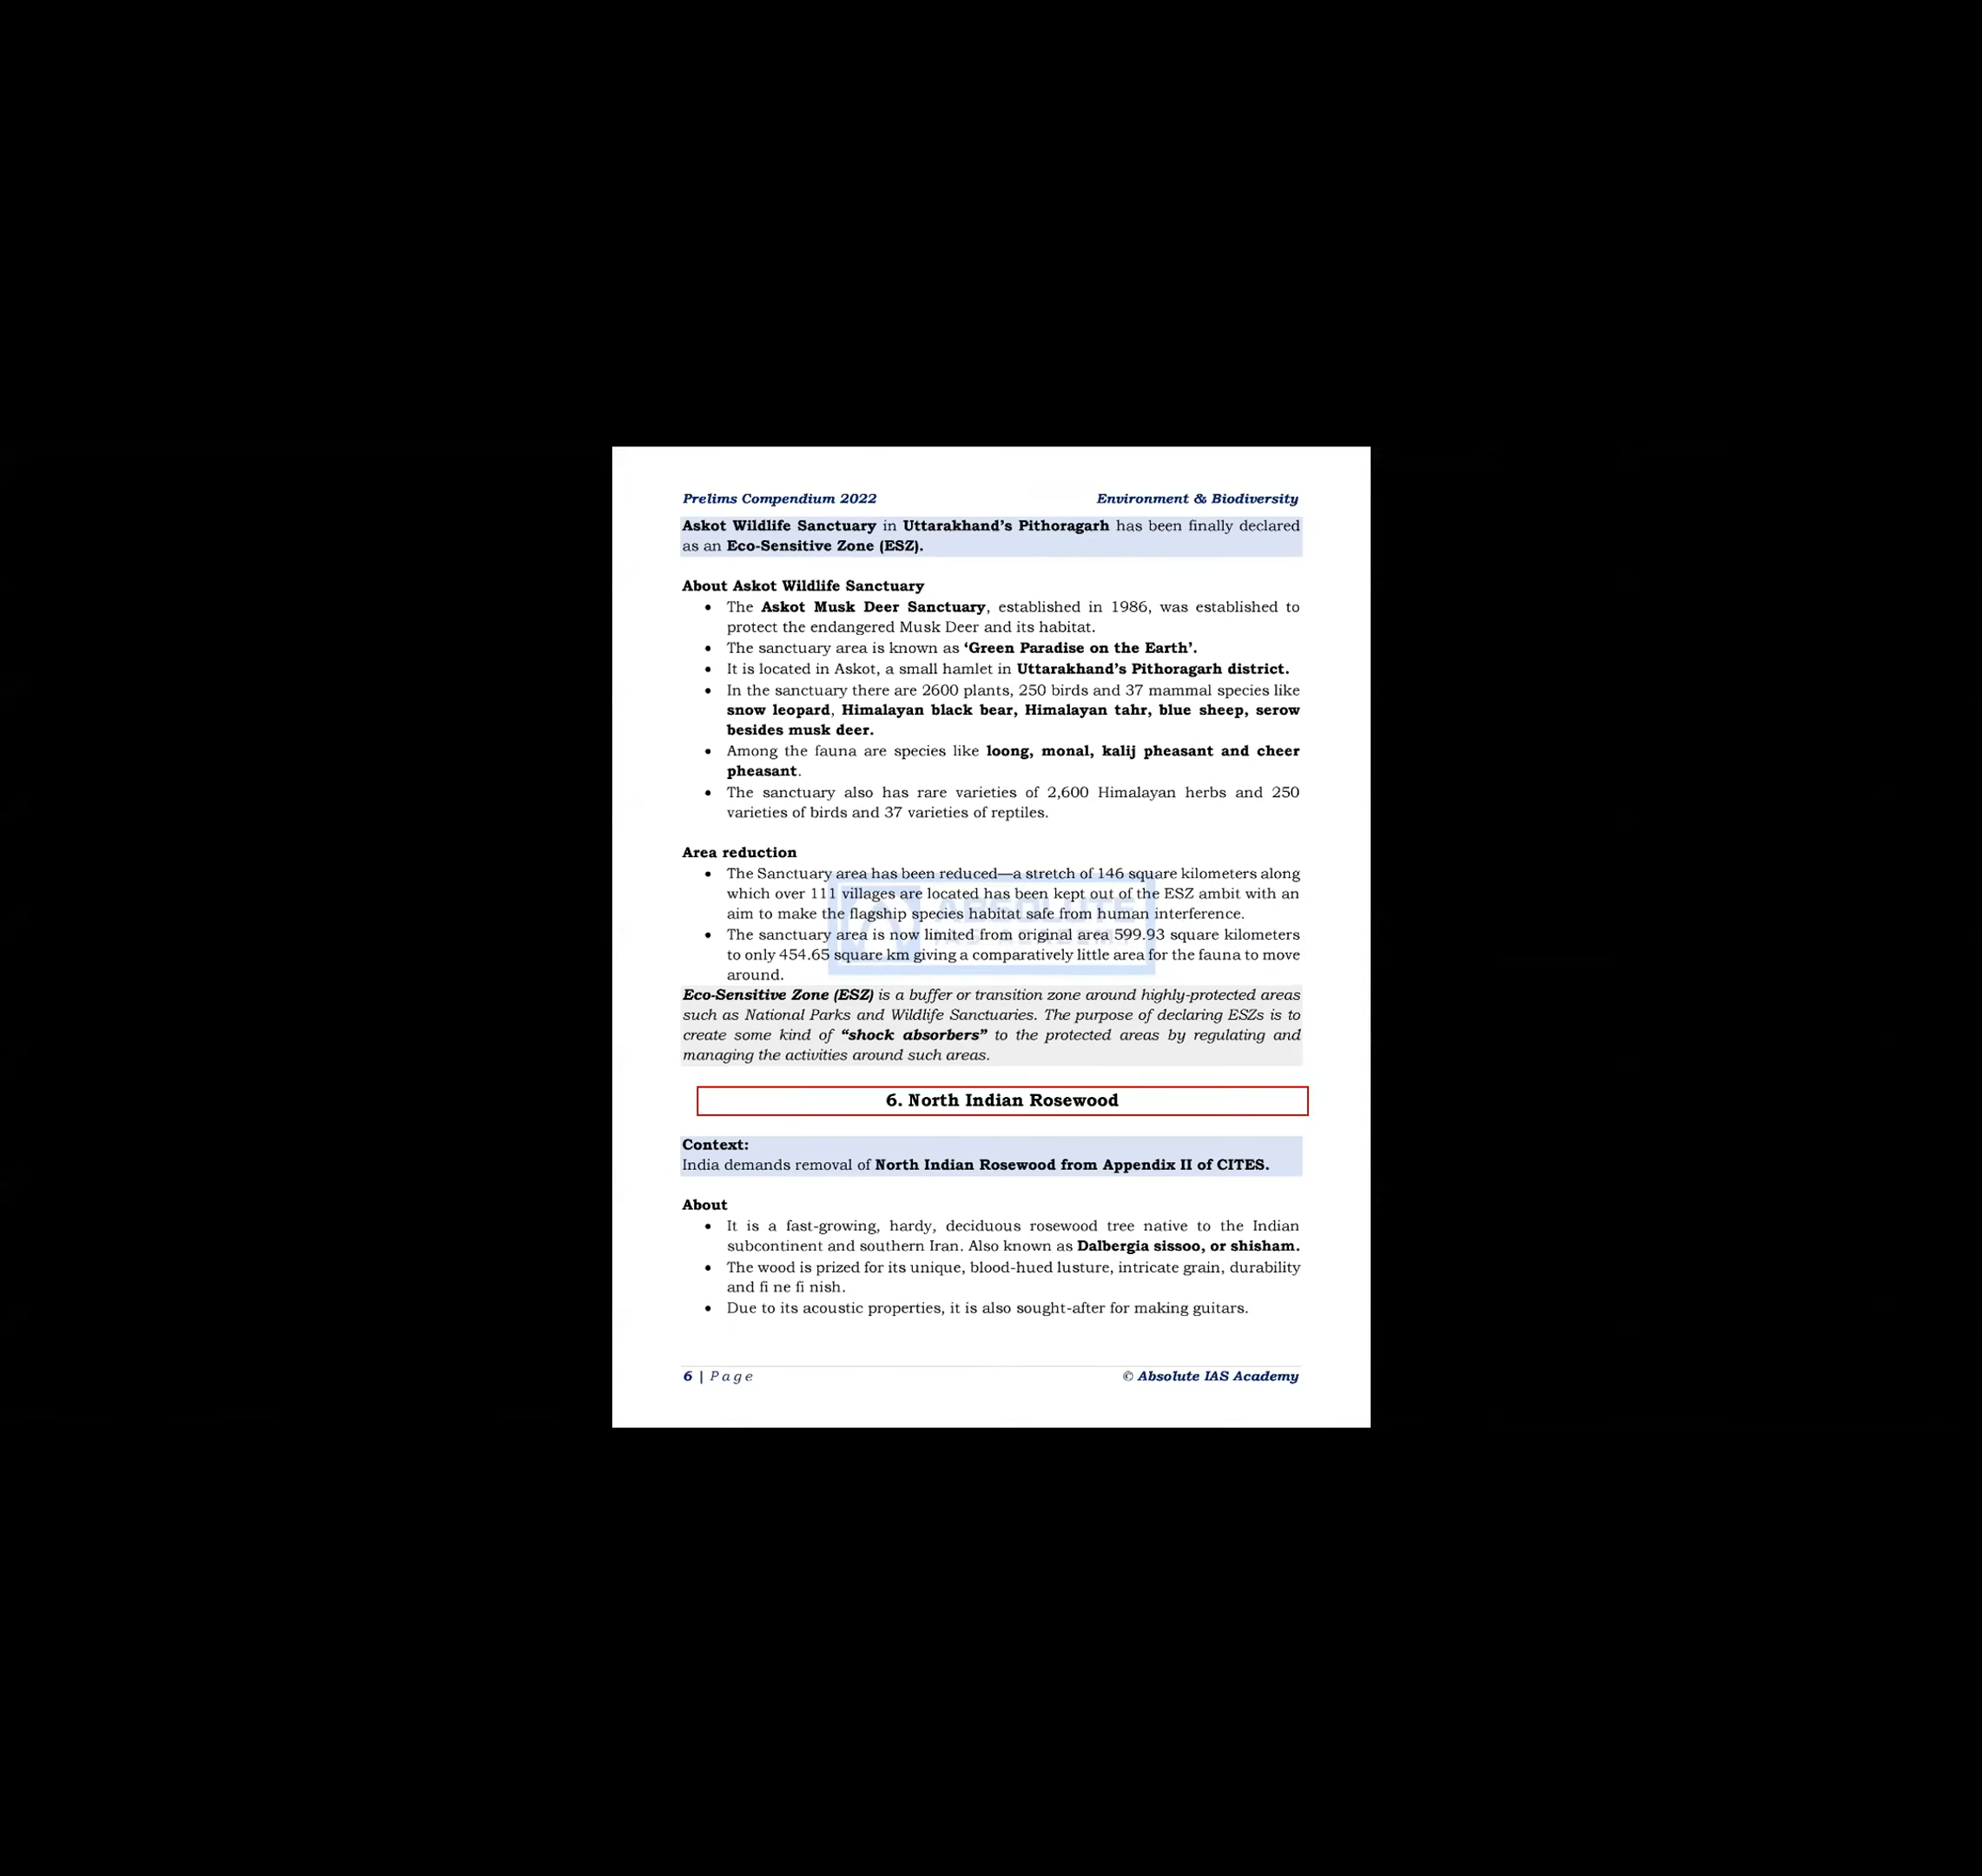 Prelims Compendium 2022 Environment & Biodiversity
Askot Wildlife Sanctuary in Uttarakhand’s Pithoragarh has been finally declared
as an Eco-Sensitive Zone (ESZ).
About Askot Wildlife Sanctuary
• The Askot Musk Deer Sanctuary, established in 1986, was established to
protect the endangered Musk Deer and its habitat.
• The sanctuary area is known as ‘Green Paradise on the Earth’.
• It is located in Askot, a small hamlet in Uttarakhand’s Pithoragarh district.
• In the sanctuary there are 2600 plants, 250 birds and 37 mammal species like
snow leopard, Himalayan black bear, Himalayan tahr, blue sheep, serow
besides musk deer.
• Among the fauna are species like loong, monal, kalij pheasant and cheer
pheasant.
• The sanctuary also has rare varieties of 2,600 Himalayan herbs and 250
varieties of birds and 37 varieties of reptiles.
Area reduction
• The Sanctuary area has been reduced—a stretch of 146 square kilometers along
which over 111 villages are located has been kept out of the ESZ ambit with an
aim to make the flagship species habitat safe from human interference.
• The sanctuary area is now limited from original area 599.93 square kilometers
to only 454.65 square km giving a comparatively little area for the fauna to move
around.
ABSOLUTE
IAS ACADEMY
Eco-Sensitive Zone (ESZ) is a buffer or transition zone around highly-protected areas
such as National Parks and Wildlife Sanctuaries. The purpose of declaring ESZs is to
create some kind of “shock absorbers” to the protected areas by regulating and
managing the activities around such areas.
6. North Indian Rosewood
Context:
India demands removal of North Indian Rosewood from Appendix II of CITES.
About
• It is a fast-growing, hardy, deciduous rosewood tree native to the Indian
subcontinent and southern Iran. Also known as Dalbergia sissoo, or shisham.
• The wood is prized for its unique, blood-hued lusture, intricate grain, durability
and fi ne fi nish.
• Due to its acoustic properties, it is also sought-after for making guitars.
6 | Page © Absolute IAS Academy